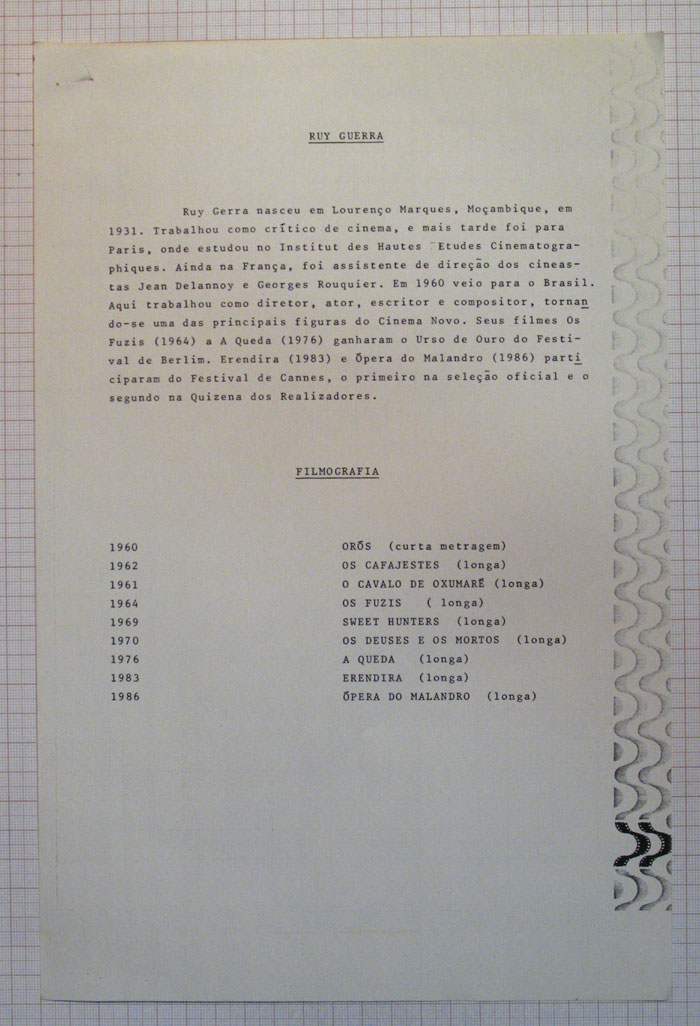 RUY GUERRA
Ruy Gerra nasceu em Lourenço Marques, Moçambique, em
1931. Trabalhou como crítico de cinema, e mais tarde foi para
Paris, onde estudou no Institut des Hautes Etudes Cinematogra-
phiques. Ainda na França, foi assistente de direção dos cineas-
tas Jean Delannoy e Georges Rouquier. Em 1960 veio para o Brasil.
Aqui trabalhou como diretor, ator, escritor e compositor, tornan
do-se uma das principais figuras do Cinema Novo. Seus filmes Os
Fuzis (1964) a A Queda (1976) ganharam o Urso de Ouro do Festi-
val de Berlim. Erendira (1983) e Ópera do Malandro (1986) parti
ciparam do Festival de Cannes, o primeiro na seleção oficial e o
segundo na Quizena dos Realizadores.
FILMOGRAFIA
1960 ORÓS (curta metragem)
1962 OS CAFAJESTES (longa)
1961 O CAVALO DE OXUMARÉ (longa)
1964 OS FUZIS ( longa)
1969 SWEET HUNTERS (longa)
1970 OS DEUSES E OS MORTOS (longa)
1976 A QUEDA (longa)
1983 ERENDIRA (longa)
1986 ÓPERA DO MALANDRO (longa)